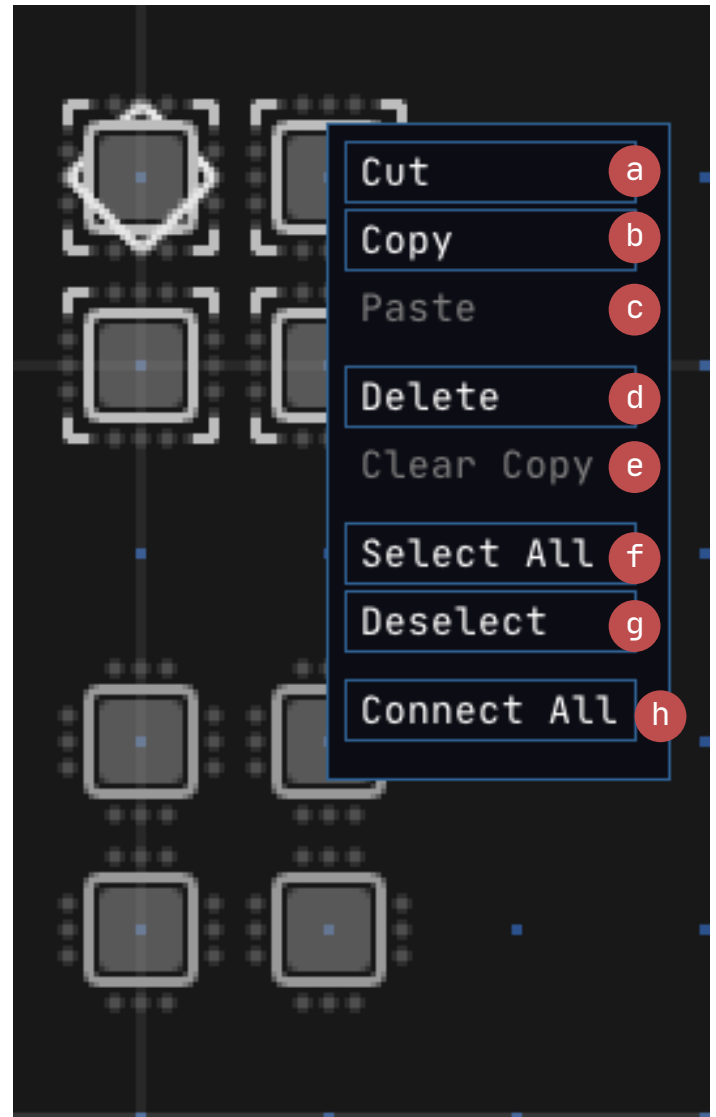 Cut a
Copy b
Paste c
Delete d
Clear Copy e
Select All f
Deselect g
Connect All h